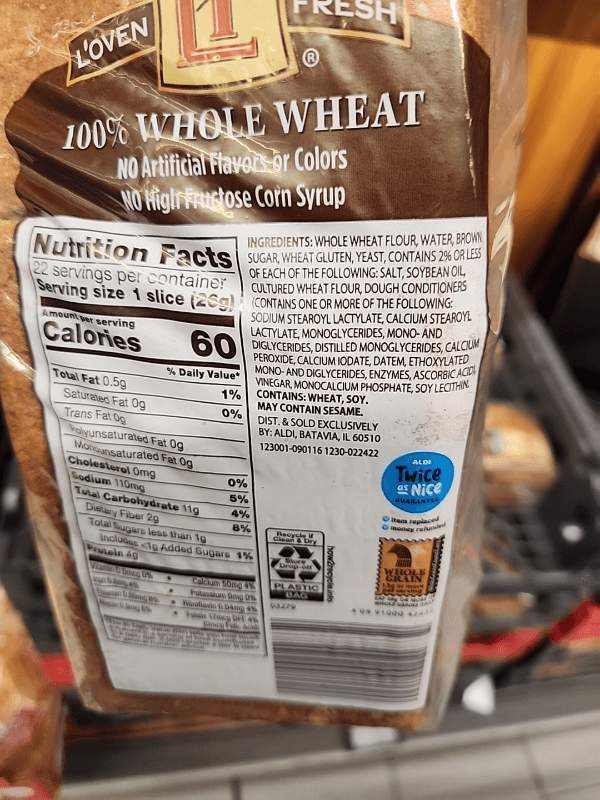 L'OVEN
FRESH
®
100% WHOLE WHEAT
NO Artificial Flavors or Colors
NO High Fructose Corn Syrup
Nutrition Facts
22 servings per container
Serving size 1 slice (26g)
Amount per serving
Calories 60
% Daily Value*
Total Fat 0.5g 1%
Saturated Fat 0g 0%
Trans Fat 0g
Polyunsaturated Fat 0g
Monounsaturated Fat 0g
Cholesterol 0mg 0%
Sodium 110mg 5%
Total Carbohydrate 11g 4%
Dietary Fiber 2g 8%
Total Sugars less than 1g
Includes <1g Added Sugars 1%
Protein 4g
Vitamin D 0mcg 0% • Calcium 50mg 4%
Potassium 0mg 0%
INGREDIENTS: WHOLE WHEAT FLOUR, WATER, BROWN
SUGAR, WHEAT GLUTEN, YEAST, CONTAINS 2% OR LESS
OF EACH OF THE FOLLOWING: SALT, SOYBEAN OIL,
CULTURED WHEAT FLOUR, DOUGH CONDITIONERS
(CONTAINS ONE OR MORE OF THE FOLLOWING:
SODIUM STEAROYL LACTYLATE, CALCIUM STEAROYL
LACTYLATE, MONOGLYCERIDES, MONO- AND
DIGLYCERIDES, DISTILLED MONOGLYCERIDES, CALCIUM
PEROXIDE, CALCIUM IODATE, DATEM, ETHOXYLATED
MONO- AND DIGLYCERIDES, ENZYMES, ASCORBIC ACID),
VINEGAR, MONOCALCIUM PHOSPHATE, SOY LECITHIN.
CONTAINS: WHEAT, SOY.
MAY CONTAIN SESAME.
DIST. & SOLD EXCLUSIVELY
BY: ALDI, BATAVIA, IL 60510
123001-090116 1230-022422
ALDI
Twice
as Nice
GUARANTEE
Item replaced
money refunded
Recycle if
Clean & Dry
Store
Drop-off
PLASTIC
BAG
how2recycle.info
03279
WHOLE
GRAIN